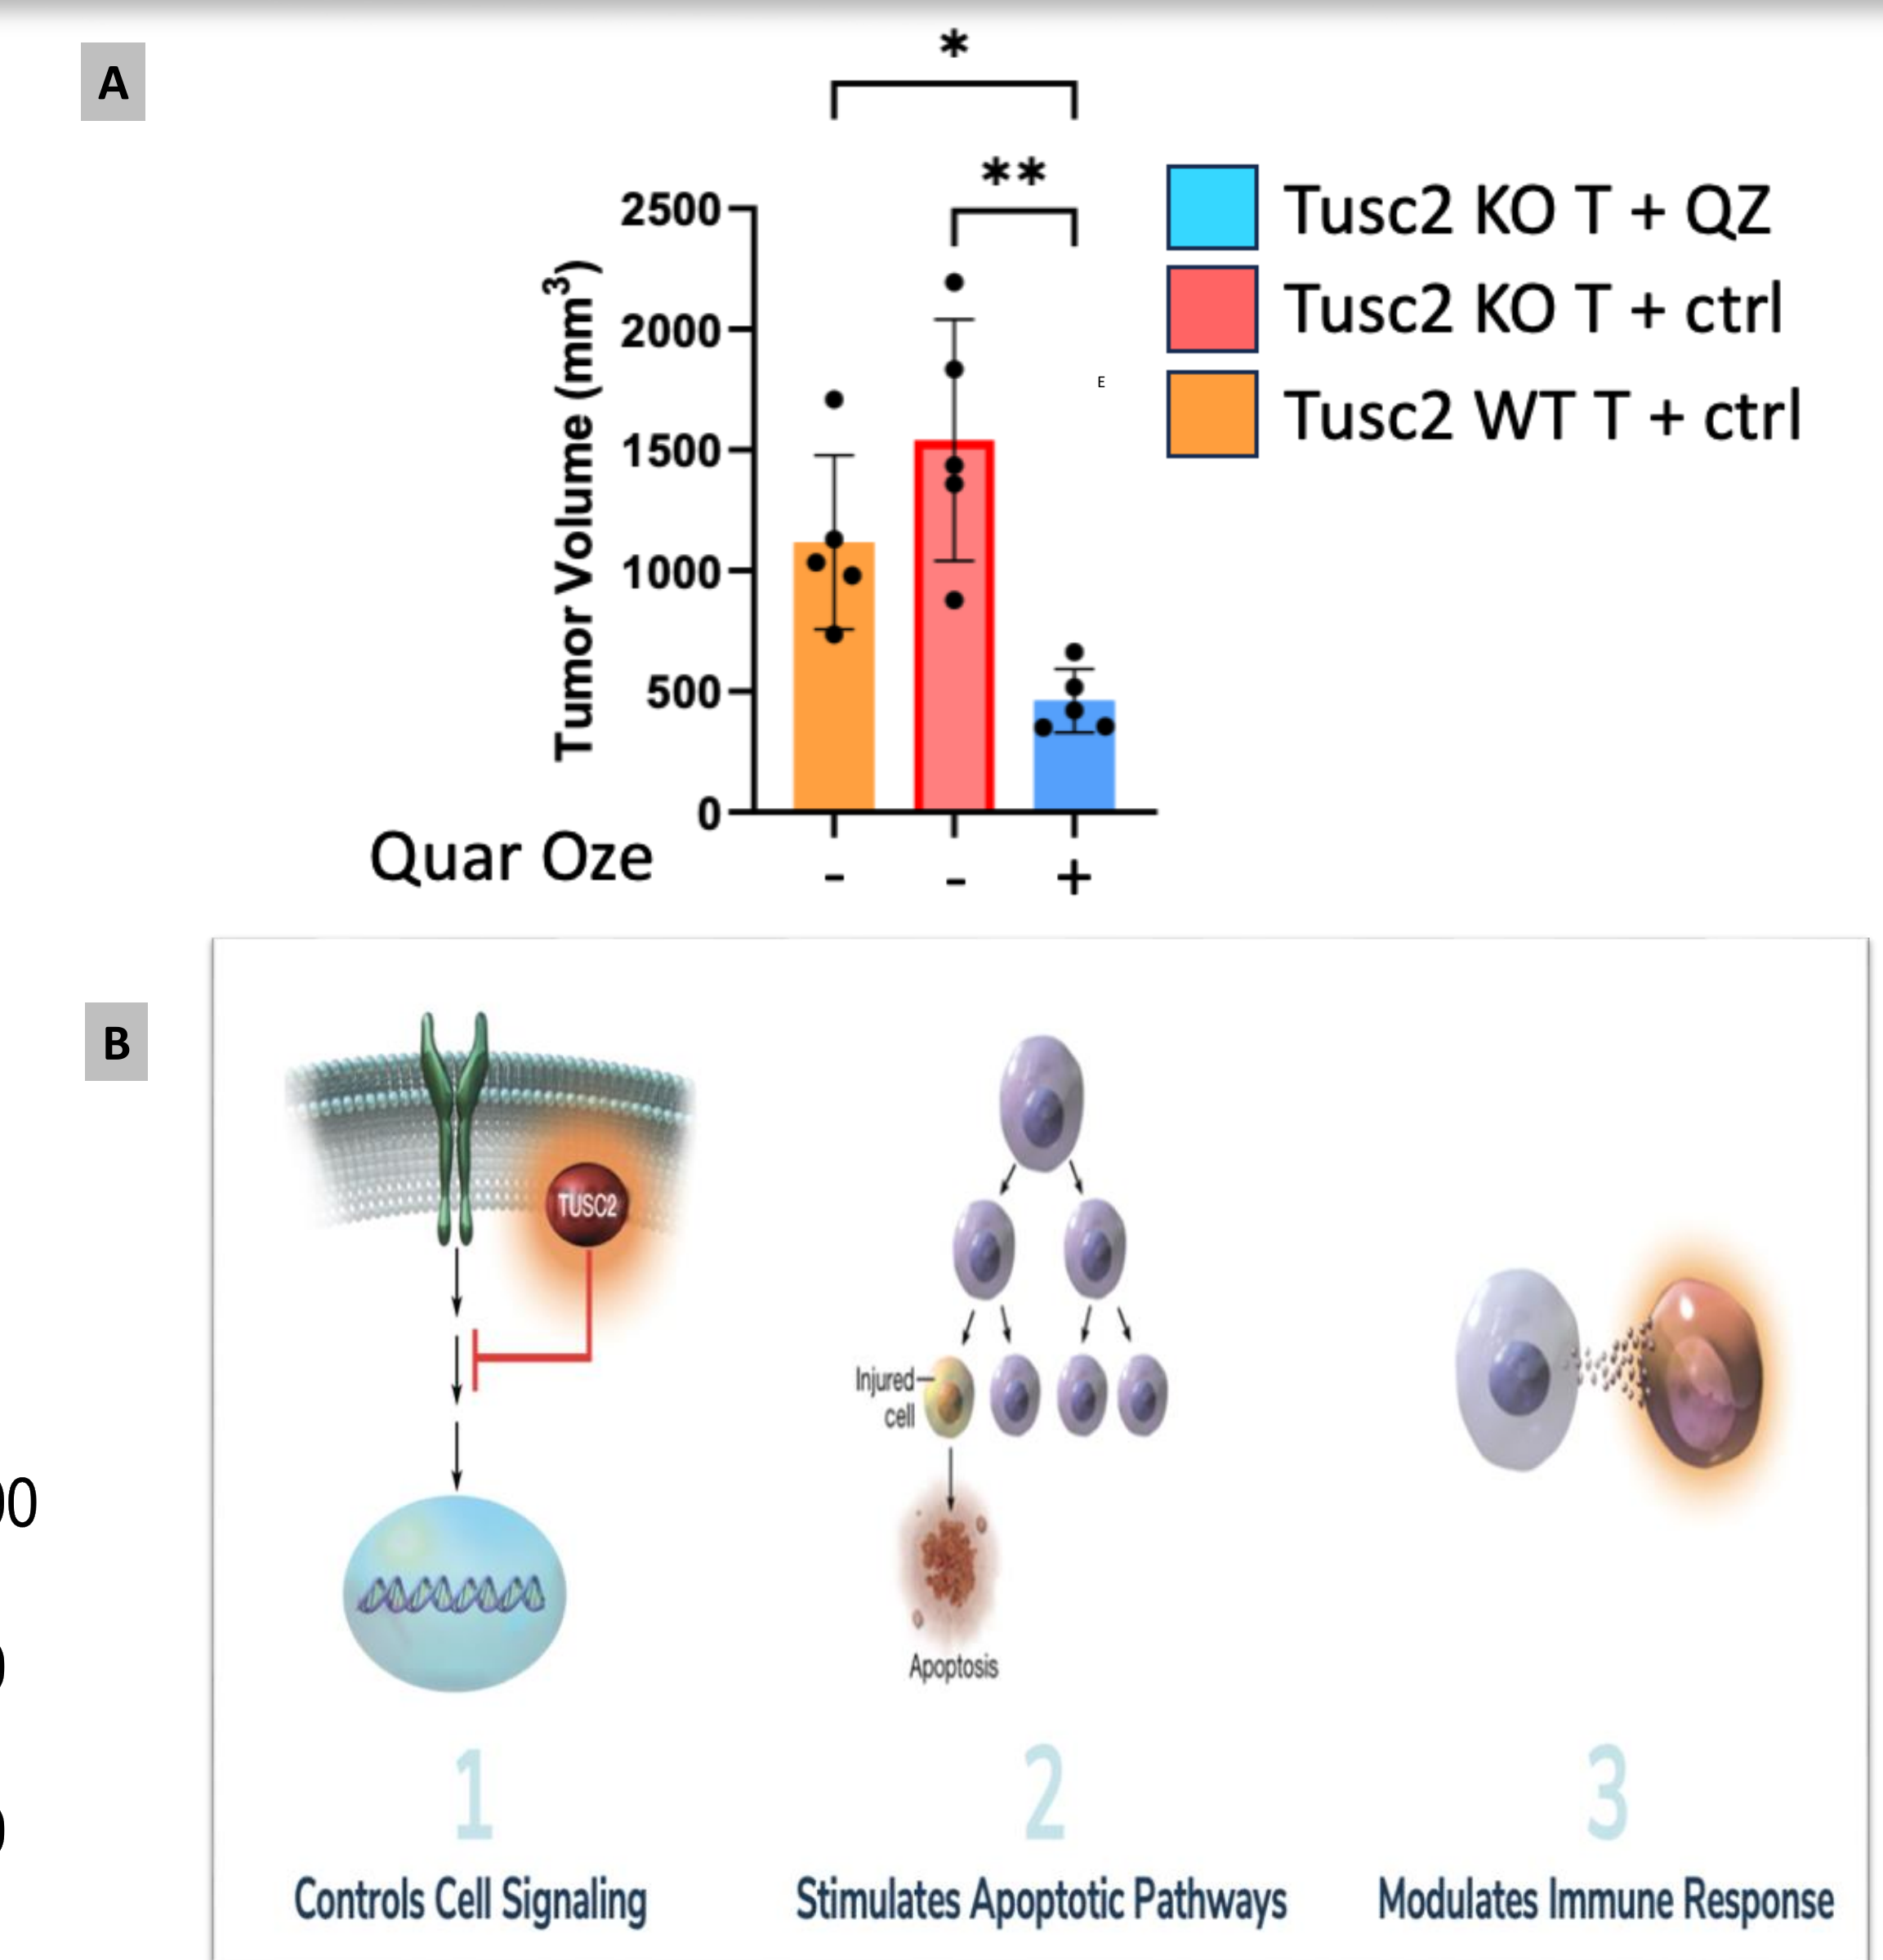 A
*
**
2500
2000
1500
1000
500
0
Tumor Volume (mm³)
E
Tusc2 KO T + QZ
Tusc2 KO T + ctrl
Tusc2 WT T + ctrl
Quar Oze - - +
B
TUSC2
Injured
cell
Apoptosis
1
2
3
Controls Cell Signaling
Stimulates Apoptotic Pathways
Modulates Immune Response